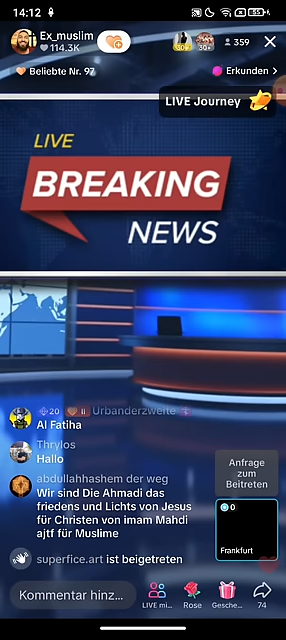 14:12
55
Ex_muslim
114.3K
30+
359
Beliebte Nr. 97
Erkunden >
LIVE Journey
LIVE
BREAKING
NEWS
20 II Urbanderzweite
Al Fatiha
Thrylos
Hallo
abdullahhashem der weg
Wir sind Die Ahmadi das
friedens und Lichts von Jesus
für Christen von imam Mahdi
ajtf für Muslime
superfice.art ist beigetreten
Anfrage
zum
Beitreten
0
Frankfurt
Kommentar hinz...
LIVE mi...
Rose
Gesche...
74